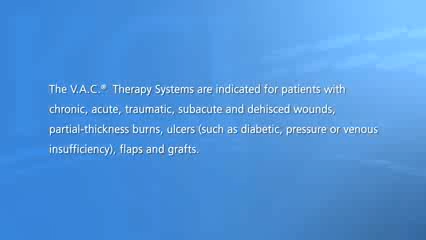 The V.A.C.® Therapy Systems are indicated for patients with
chronic, acute, traumatic, subacute and dehisced wounds,
partial-thickness burns, ulcers (such as diabetic, pressure or venous
insufficiency), flaps and grafts.